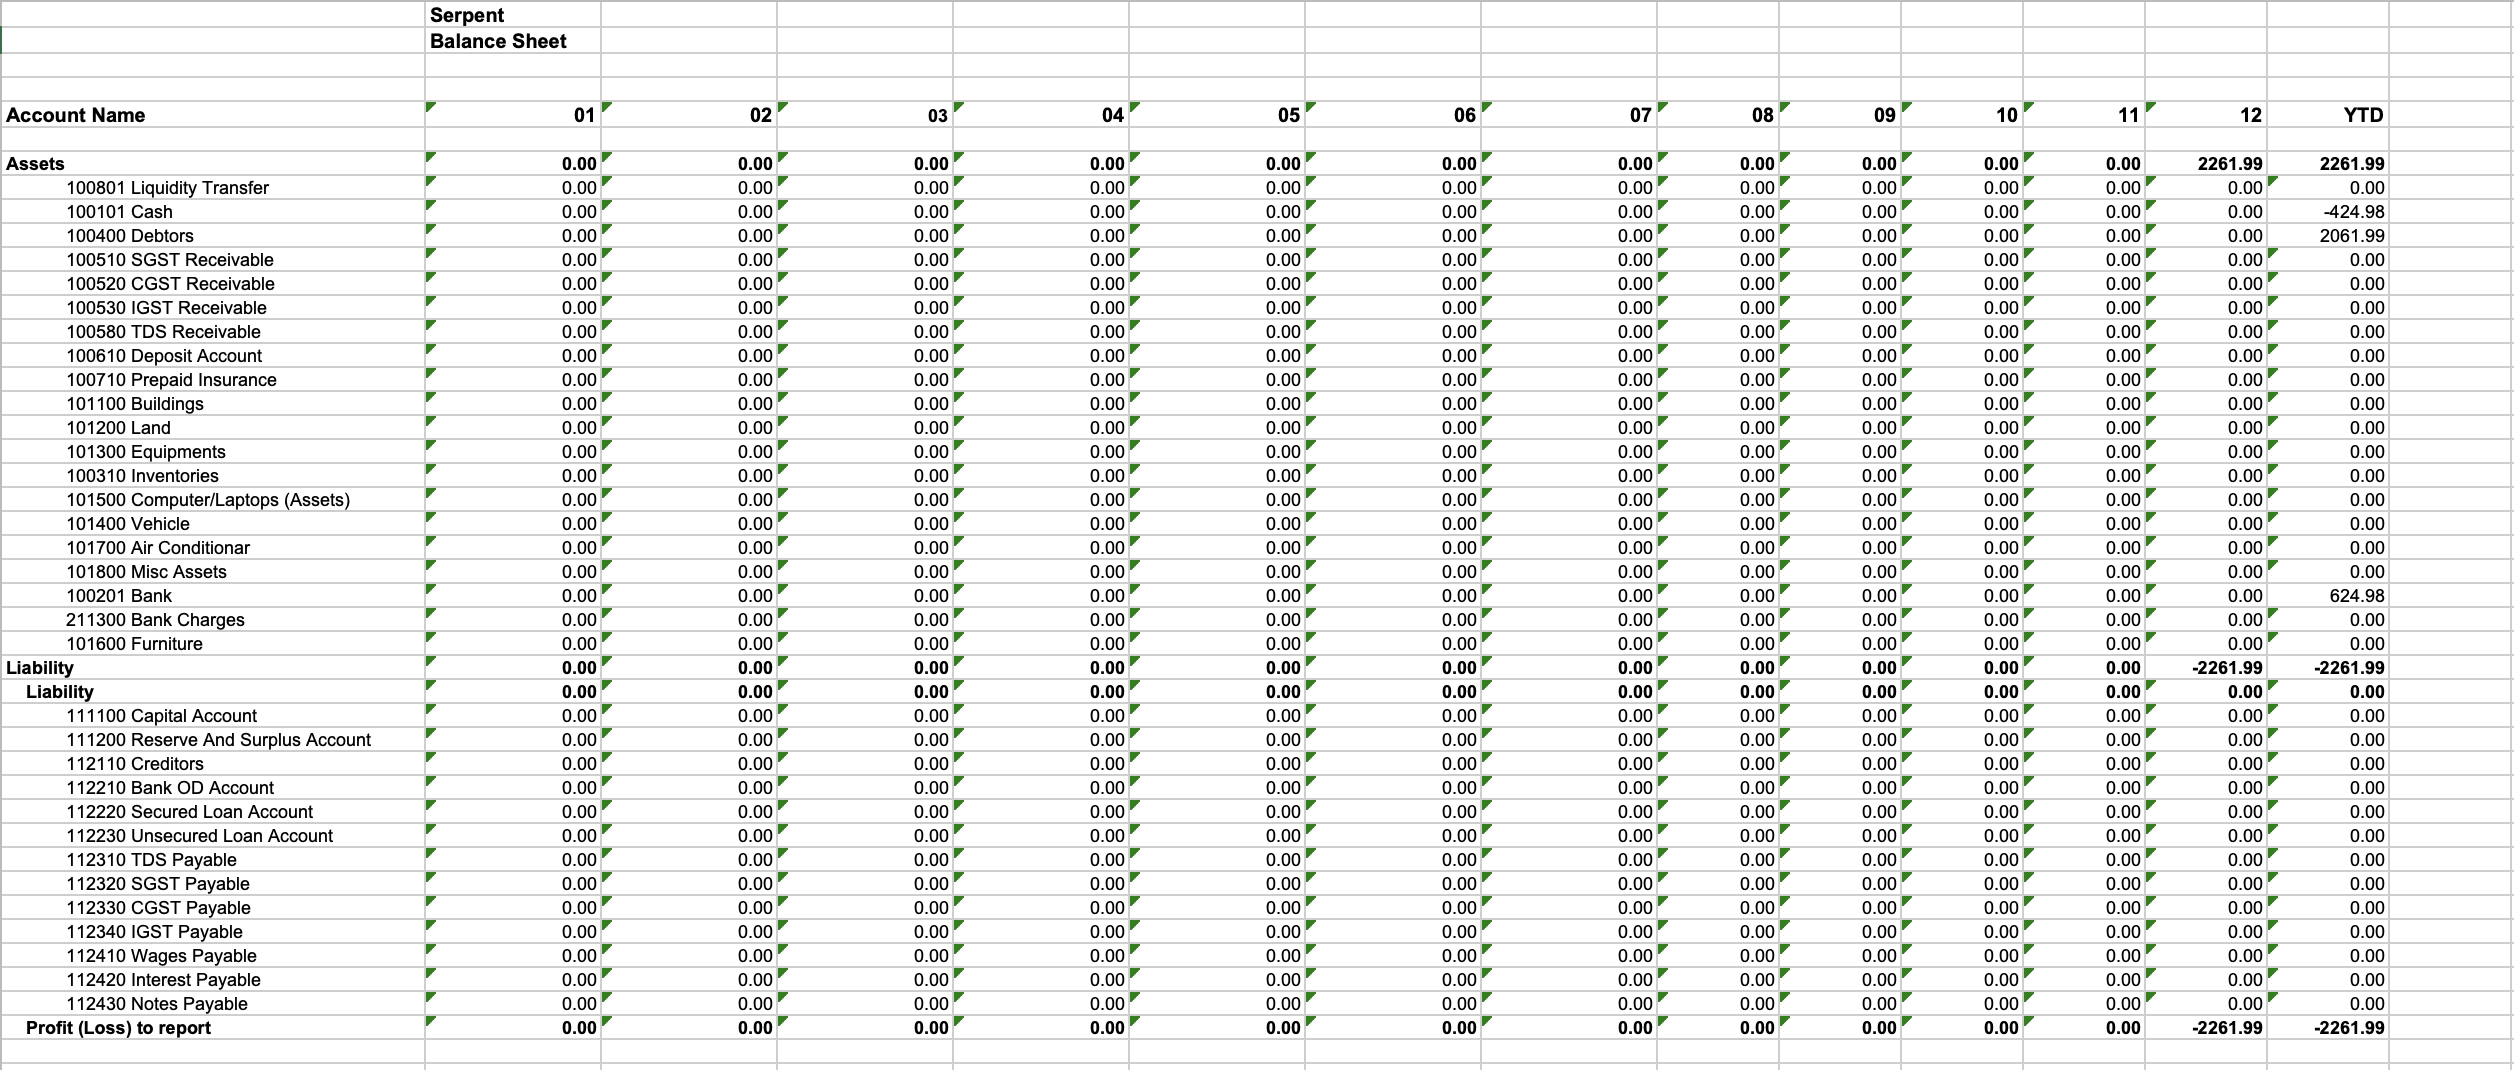 Serpent
Balance Sheet
Account Name 01 02 03 04 05 06 07 08 09 10 11 12 YTD
Assets 0.00 0.00 0.00 0.00 0.00 0.00 0.00 0.00 0.00 0.00 0.00 2261.99 2261.99
100801 Liquidity Transfer 0.00 0.00 0.00 0.00 0.00 0.00 0.00 0.00 0.00 0.00 0.00 0.00 0.00
100101 Cash 0.00 0.00 0.00 0.00 0.00 0.00 0.00 0.00 0.00 0.00 0.00 0.00 -424.98
100400 Debtors 0.00 0.00 0.00 0.00 0.00 0.00 0.00 0.00 0.00 0.00 0.00 0.00 2061.99
100510 SGST Receivable 0.00 0.00 0.00 0.00 0.00 0.00 0.00 0.00 0.00 0.00 0.00 0.00 0.00
100520 CGST Receivable 0.00 0.00 0.00 0.00 0.00 0.00 0.00 0.00 0.00 0.00 0.00 0.00 0.00
100530 IGST Receivable 0.00 0.00 0.00 0.00 0.00 0.00 0.00 0.00 0.00 0.00 0.00 0.00 0.00
100580 TDS Receivable 0.00 0.00 0.00 0.00 0.00 0.00 0.00 0.00 0.00 0.00 0.00 0.00 0.00
100610 Deposit Account 0.00 0.00 0.00 0.00 0.00 0.00 0.00 0.00 0.00 0.00 0.00 0.00 0.00
100710 Prepaid Insurance 0.00 0.00 0.00 0.00 0.00 0.00 0.00 0.00 0.00 0.00 0.00 0.00 0.00
101100 Buildings 0.00 0.00 0.00 0.00 0.00 0.00 0.00 0.00 0.00 0.00 0.00 0.00 0.00
101200 Land 0.00 0.00 0.00 0.00 0.00 0.00 0.00 0.00 0.00 0.00 0.00 0.00 0.00
101300 Equipments 0.00 0.00 0.00 0.00 0.00 0.00 0.00 0.00 0.00 0.00 0.00 0.00 0.00
100310 Inventories 0.00 0.00 0.00 0.00 0.00 0.00 0.00 0.00 0.00 0.00 0.00 0.00 0.00
101500 Computer/Laptops (Assets) 0.00 0.00 0.00 0.00 0.00 0.00 0.00 0.00 0.00 0.00 0.00 0.00 0.00
101400 Vehicle 0.00 0.00 0.00 0.00 0.00 0.00 0.00 0.00 0.00 0.00 0.00 0.00 0.00
101700 Air Conditionar 0.00 0.00 0.00 0.00 0.00 0.00 0.00 0.00 0.00 0.00 0.00 0.00 0.00
101800 Misc Assets 0.00 0.00 0.00 0.00 0.00 0.00 0.00 0.00 0.00 0.00 0.00 0.00 0.00
100201 Bank 0.00 0.00 0.00 0.00 0.00 0.00 0.00 0.00 0.00 0.00 0.00 0.00 624.98
211300 Bank Charges 0.00 0.00 0.00 0.00 0.00 0.00 0.00 0.00 0.00 0.00 0.00 0.00 0.00
101600 Furniture 0.00 0.00 0.00 0.00 0.00 0.00 0.00 0.00 0.00 0.00 0.00 0.00 0.00
Liability 0.00 0.00 0.00 0.00 0.00 0.00 0.00 0.00 0.00 0.00 0.00 -2261.99 -2261.99
Liability 0.00 0.00 0.00 0.00 0.00 0.00 0.00 0.00 0.00 0.00 0.00 0.00 0.00
111100 Capital Account 0.00 0.00 0.00 0.00 0.00 0.00 0.00 0.00 0.00 0.00 0.00 0.00 0.00
111200 Reserve And Surplus Account 0.00 0.00 0.00 0.00 0.00 0.00 0.00 0.00 0.00 0.00 0.00 0.00 0.00
112110 Creditors 0.00 0.00 0.00 0.00 0.00 0.00 0.00 0.00 0.00 0.00 0.00 0.00 0.00
112210 Bank OD Account 0.00 0.00 0.00 0.00 0.00 0.00 0.00 0.00 0.00 0.00 0.00 0.00 0.00
112220 Secured Loan Account 0.00 0.00 0.00 0.00 0.00 0.00 0.00 0.00 0.00 0.00 0.00 0.00 0.00
112230 Unsecured Loan Account 0.00 0.00 0.00 0.00 0.00 0.00 0.00 0.00 0.00 0.00 0.00 0.00 0.00
112310 TDS Payable 0.00 0.00 0.00 0.00 0.00 0.00 0.00 0.00 0.00 0.00 0.00 0.00 0.00
112320 SGST Payable 0.00 0.00 0.00 0.00 0.00 0.00 0.00 0.00 0.00 0.00 0.00 0.00 0.00
112330 CGST Payable 0.00 0.00 0.00 0.00 0.00 0.00 0.00 0.00 0.00 0.00 0.00 0.00 0.00
112340 IGST Payable 0.00 0.00 0.00 0.00 0.00 0.00 0.00 0.00 0.00 0.00 0.00 0.00 0.00
112410 Wages Payable 0.00 0.00 0.00 0.00 0.00 0.00 0.00 0.00 0.00 0.00 0.00 0.00 0.00
112420 Interest Payable 0.00 0.00 0.00 0.00 0.00 0.00 0.00 0.00 0.00 0.00 0.00 0.00 0.00
112430 Notes Payable 0.00 0.00 0.00 0.00 0.00 0.00 0.00 0.00 0.00 0.00 0.00 0.00 0.00
Profit (Loss) to report 0.00 0.00 0.00 0.00 0.00 0.00 0.00 0.00 0.00 0.00 0.00 -2261.99 -2261.99